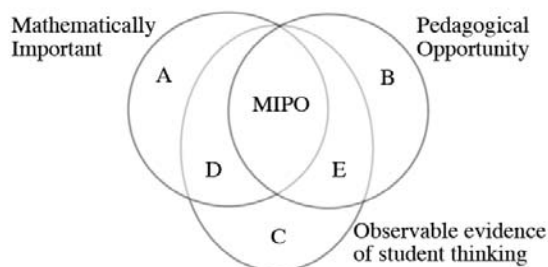 Mathematically
Important
Pedagogical
Opportunity
A
B
MIPO
D
E
C
Observable evidence
of student thinking